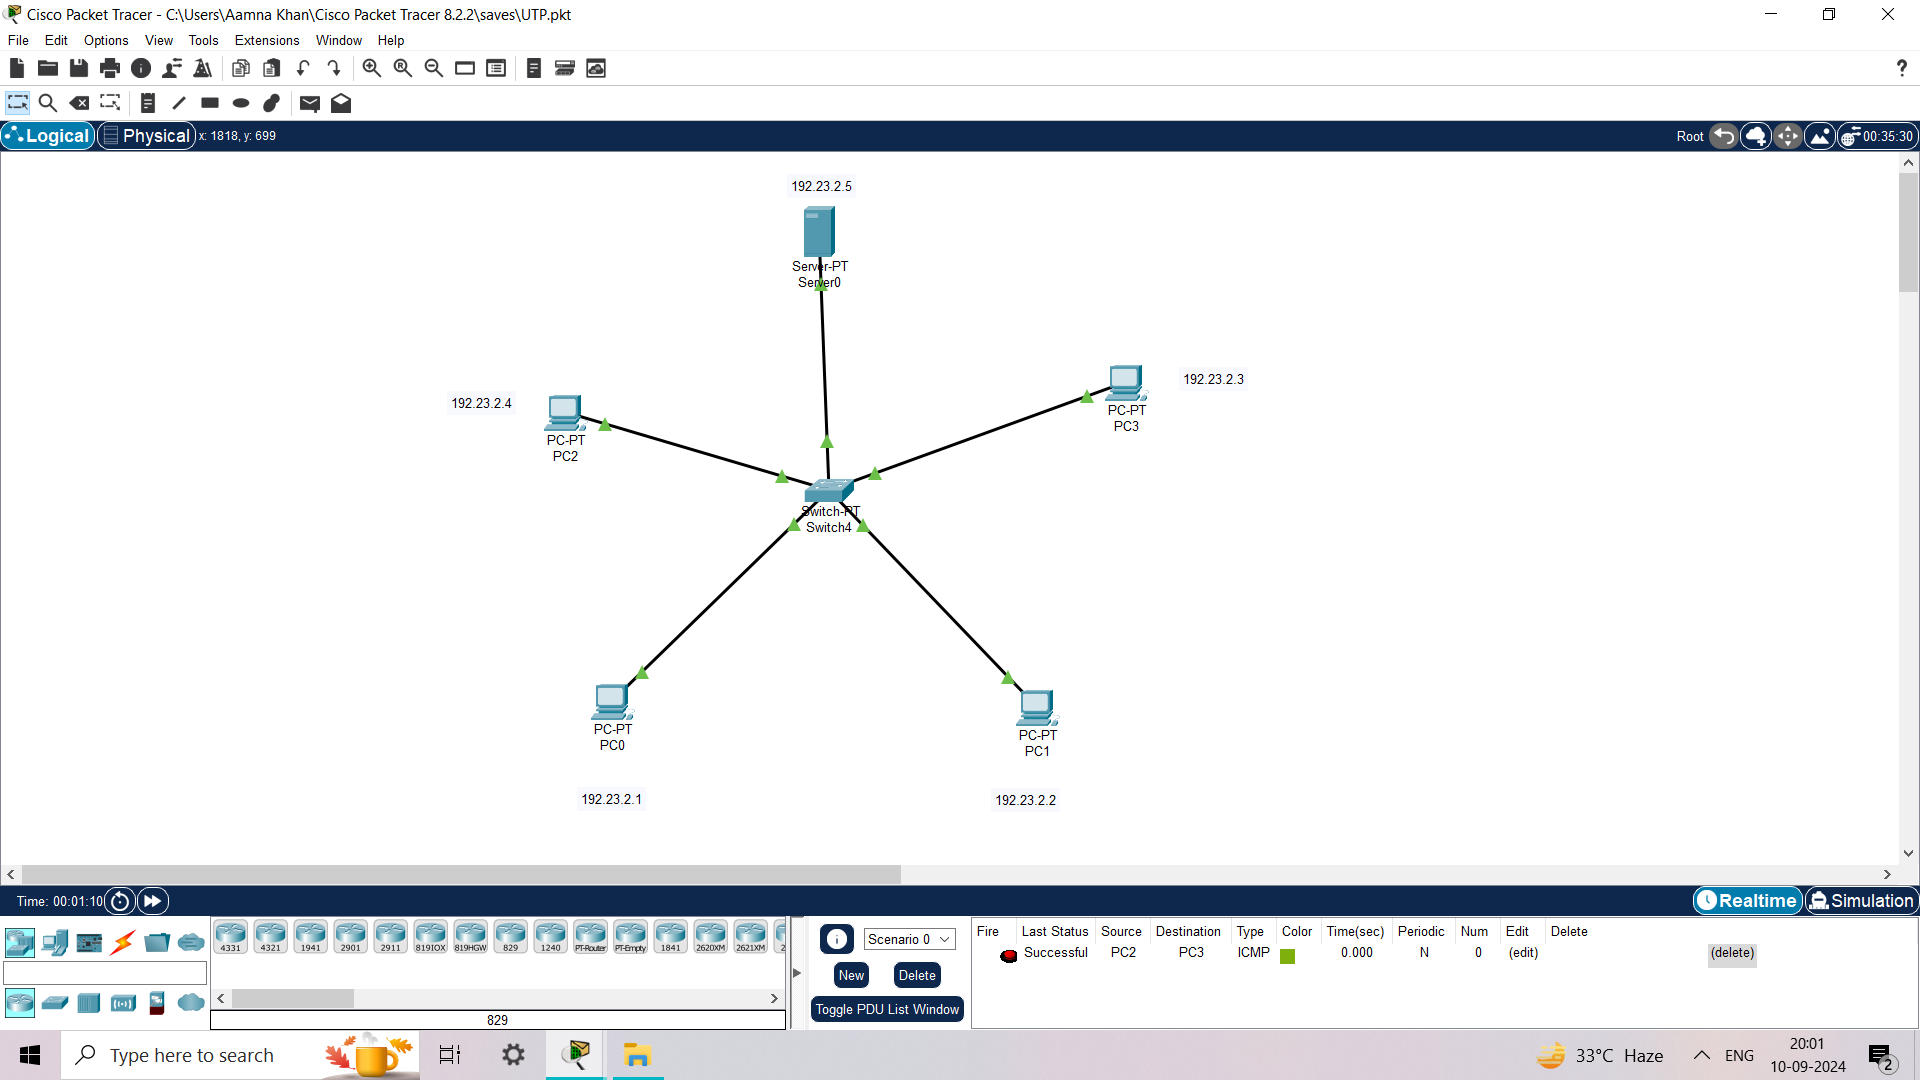 Cisco Packet Tracer - C:\Users\Aamna Khan\Cisco Packet Tracer 8.2.2\saves\UTP.pkt
File Edit Options View Tools Extensions Window Help
Logical Physical x: 1818, y: 699 Root 00:35:30
192.23.2.5
Server-PT
Server0
192.23.2.3
PC-PT
PC3
192.23.2.4
PC-PT
PC2
Switch-PT
Switch4
PC-PT
PC0
PC-PT
PC1
192.23.2.1
192.23.2.2
Time: 00:01:10 Realtime Simulation
4331 4321 1941 2901 2911 819IOX 819HGW 829 1240 PT-Router PT-Empty 1841 2620XM 2621XM 2
829
Scenario 0
New Delete
Toggle PDU List Window
Fire Last Status Source Destination Type Color Time(sec) Periodic Num Edit Delete
Successful PC2 PC3 ICMP 0.000 N 0 (edit) (delete)
Type here to search
33°C Haze ENG
20:01
10-09-2024
2